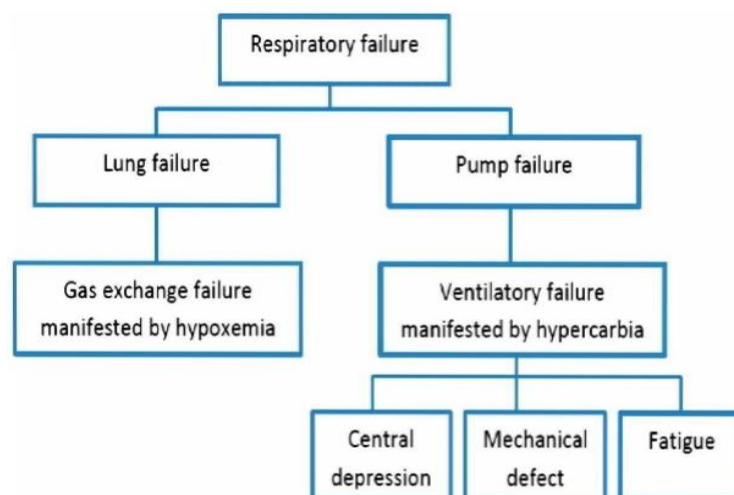 Respiratory failure
Lung failure
Pump failure
Gas exchange failure
manifested by hypoxemia
Ventilatory failure
manifested by hypercarbia
Central
depression
Mechanical
defect
Fatigue